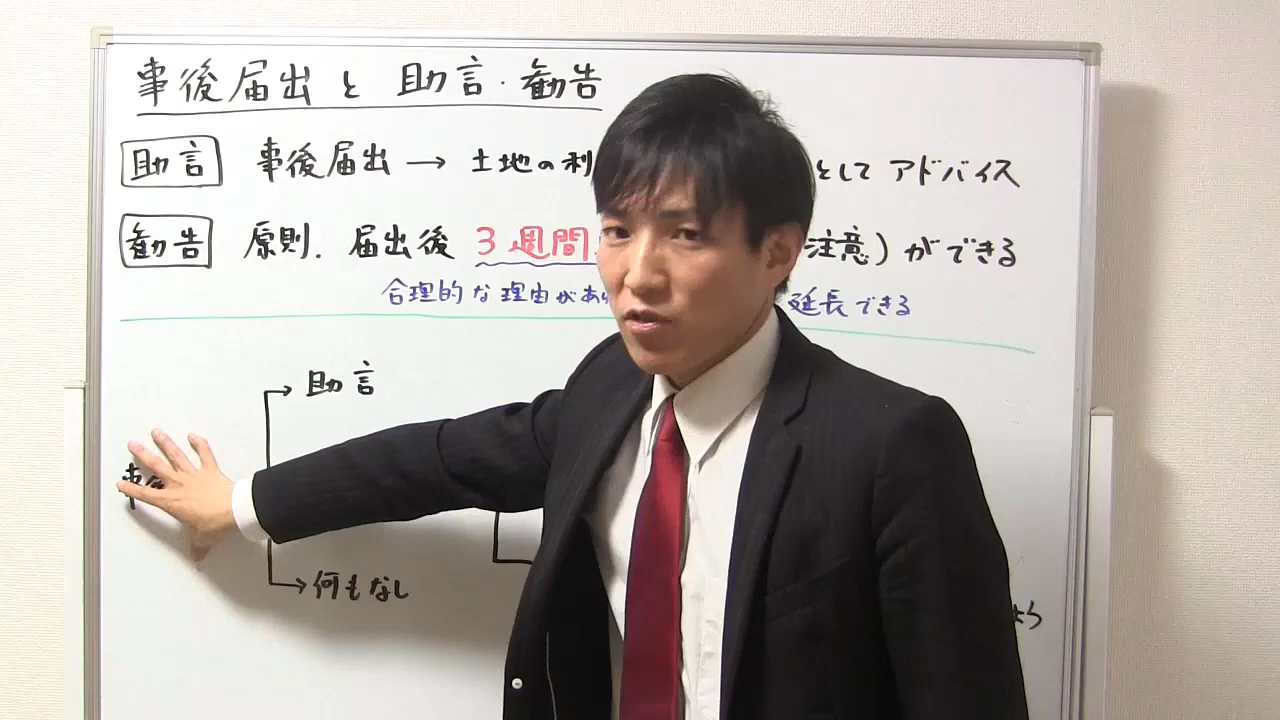 事後届出と助言・勧告
助言 事後届出 → 土地の利 として アドバイス
勧告 原則、届出後 3週間 注意)ができる
合理的な理由があ 延長できる
→ 助言
事
→ 何もなし